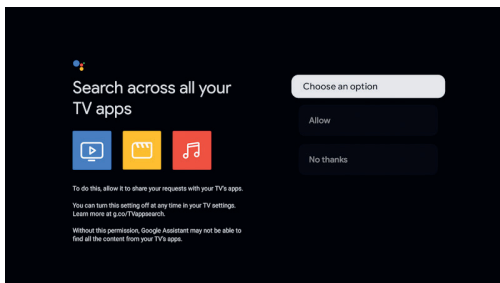 Search across all your
TV apps
To do this, allow it to share your requests with your TV's apps.
You can turn this setting off at any time in your TV settings.
Learn more at g.co/TVappsearch.
Without this permission, Google Assistant may not be able to
find all the content from your TV's apps.
Choose an option
Allow
No thanks